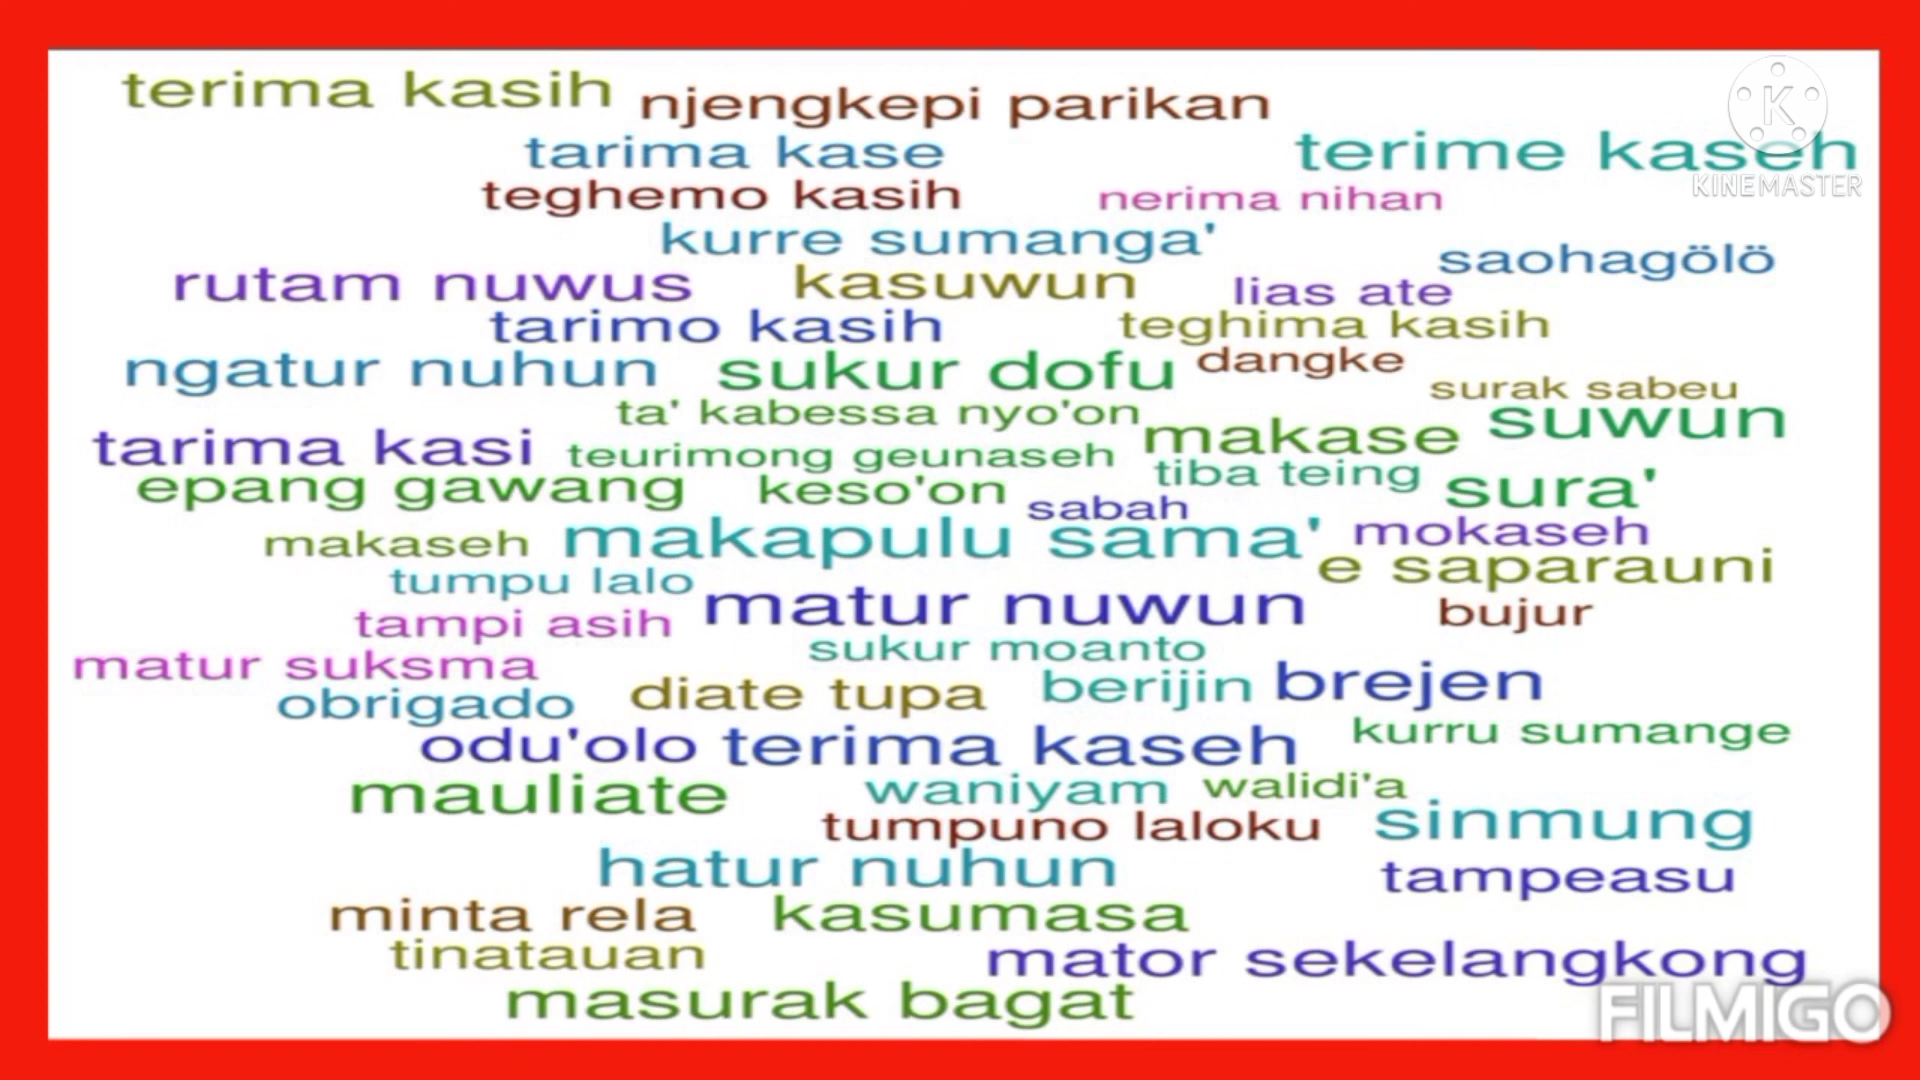 terima kasih njengkepi parikan
tarima kase terime kaseh
KINEMASTER
teghemo kasih nerima nihan
kurre sumanga' saohagölö
rutam nuwus kasuwun lias ate
tarimo kasih teghima kasih
ngatur nuhun sukur dofu dangke
surak sabeu
ta' kabessa nyo'on makase suwun
tarima kasi teurimong geunaseh tiba teing
epang gawang keso'on sabah sura'
makaseh makapulu sama' mokaseh
tumpu lalo e saparauni
tampi asih matur nuwun bujur
matur suksma sukur moanto
obrigado diate tupa berijin brejen
odu'olo terima kaseh kurru sumange
mauliate waniyam walidi'a
tumpuno laloku sinmung
hatur nuhun tampeasu
minta rela kasumasa
tinatauan mator sekelangkong
masurak bagat
FILMIGO